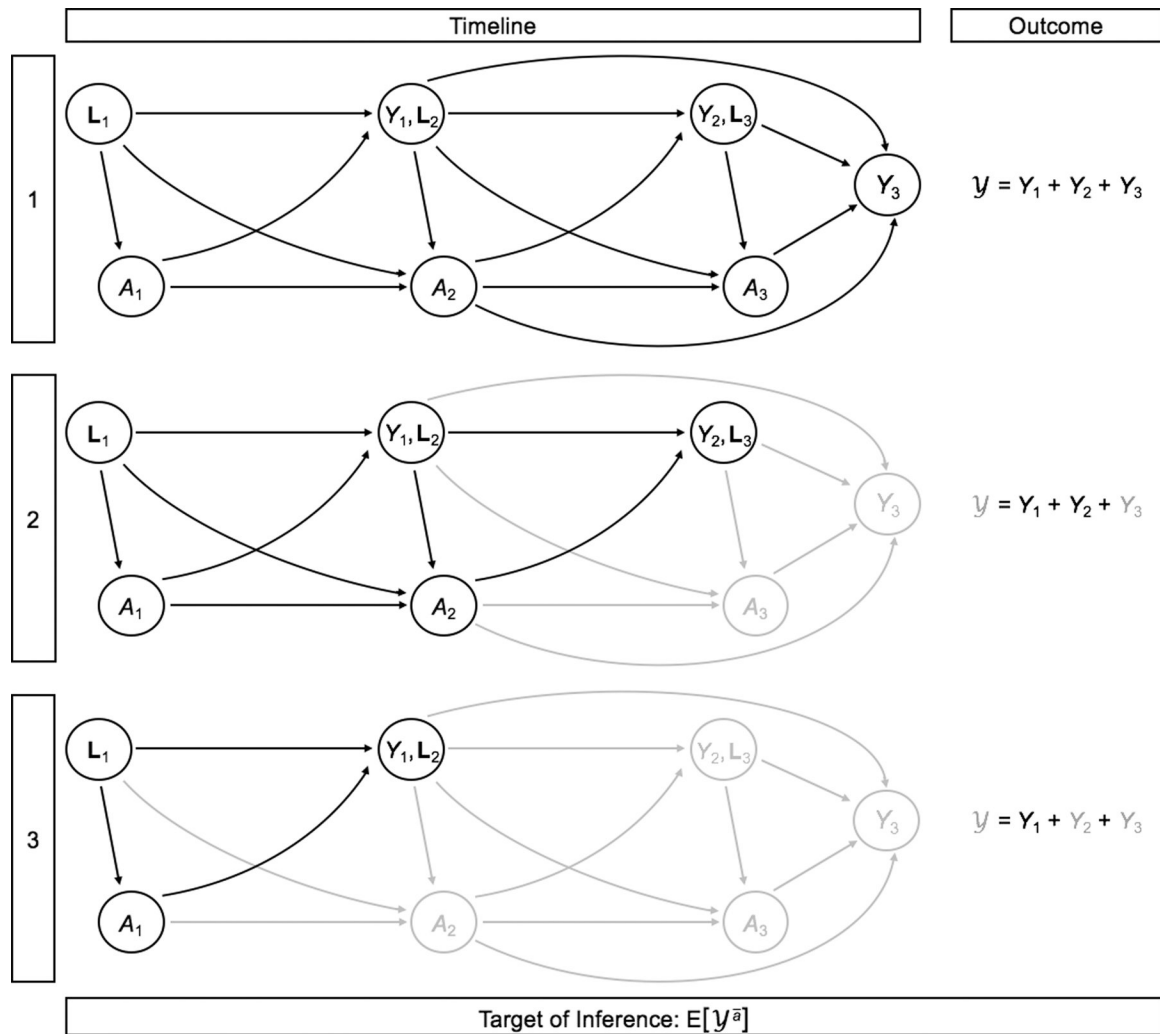 Timeline Outcome
1
L₁ Y₁, L₂ Y₂, L₃
Y₃ 𝒴 = Y₁ + Y₂ + Y₃
A₁ A₂ A₃
2
L₁ Y₁, L₂ Y₂, L₃
Y₃ 𝒴 = Y₁ + Y₂ + Y₃
A₁ A₂ A₃
3
L₁ Y₁, L₂ Y₂, L₃
Y₃ 𝒴 = Y₁ + Y₂ + Y₃
A₁ A₂ A₃
Target of Inference: E[𝒴^ā]